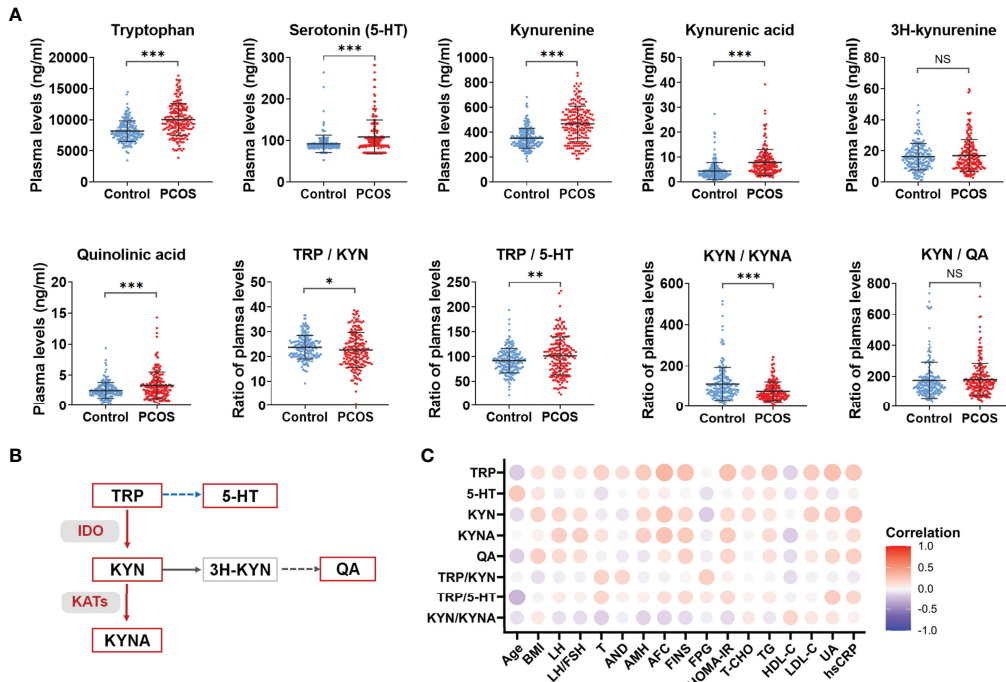 A
Tryptophan
Plasma levels (ng/ml)
20000
15000
10000
5000
0
***
Control PCOS
Serotonin (5-HT)
Plasma levels (ng/ml)
300
200
100
0
***
Control PCOS
Kynurenine
Plasma levels (ng/ml)
1000
800
600
400
200
0
***
Control PCOS
Kynurenic acid
Plasma levels (ng/ml)
50
40
30
20
10
0
***
Control PCOS
3H-kynurenine
Plasma levels (ng/ml)
80
60
40
20
0
NS
Control PCOS
Quinolinic acid
Plasma levels (ng/ml)
20
15
10
5
0
***
Control PCOS
TRP / KYN
Ratio of plamsa levels
50
40
30
20
10
0
*
Control PCOS
TRP / 5-HT
Ratio of plamsa levels
250
200
150
100
50
0
**
Control PCOS
KYN / KYNA
Ratio of plamsa levels
600
400
200
0
***
Control PCOS
KYN / QA
Ratio of plamsa levels
800
600
400
200
0
NS
Control PCOS
B
TRP 5-HT
IDO
KYN 3H-KYN QA
KATs
KYNA
C
TRP
5-HT
KYN
KYNA
QA
TRP/KYN
TRP/5-HT
KYN/KYNA
Age
BMI
LH
LH/FSH
T
AND
AMH
AFC
FINS
FPG
HOMA-IR
T-CHO
TG
HDL-C
LDL-C
UA
hsCRP
Correlation
1.0
0.5
0.0
-0.5
-1.0